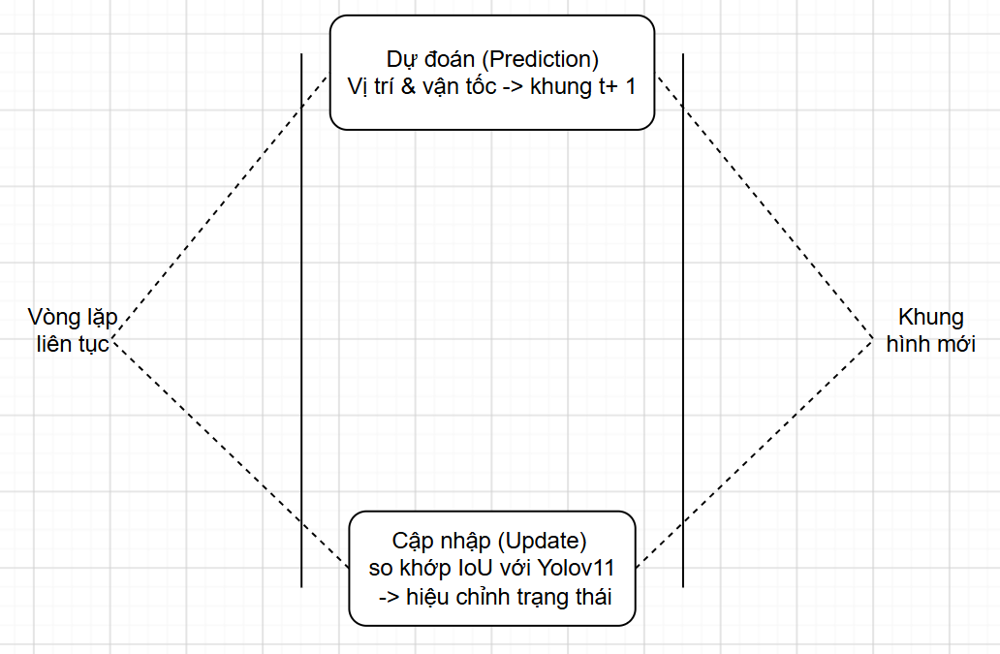 Dự đoán (Prediction)
Vị trí & vận tốc -> khung t+ 1
Vòng lặp
liên tục
Khung
hình mới
Cập nhập (Update)
so khớp IoU với Yolov11
-> hiệu chỉnh trạng thái